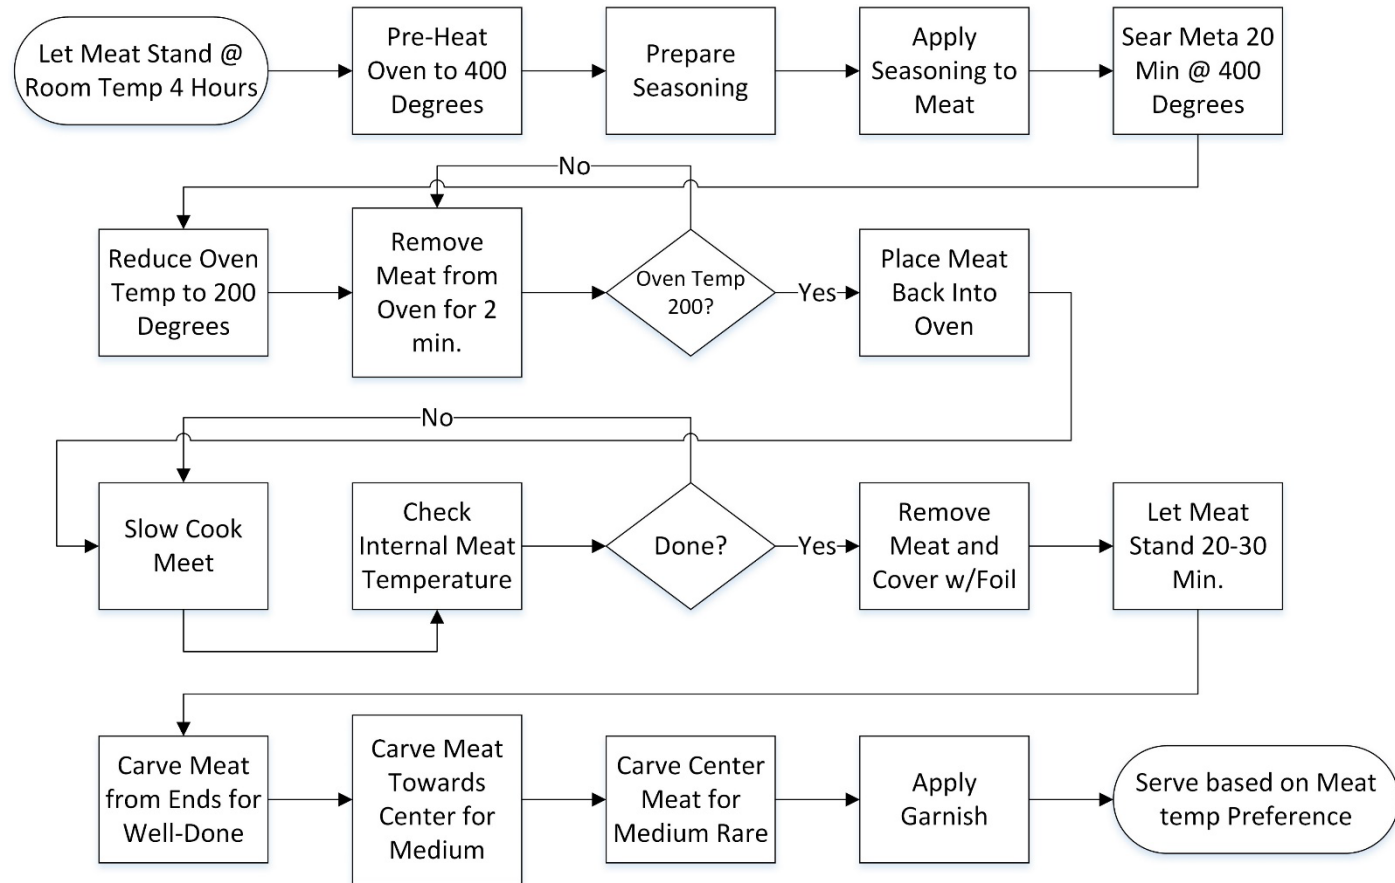 Let Meat Stand @
Room Temp 4 Hours
Pre-Heat
Oven to 400
Degrees
Prepare
Seasoning
Apply
Seasoning to
Meat
Sear Meta 20
Min @ 400
Degrees
No
Reduce Oven
Temp to 200
Degrees
Remove
Meat from
Oven for 2
min.
Oven Temp
200?
Yes
Place Meat
Back Into
Oven
No
Slow Cook
Meet
Check
Internal Meat
Temperature
Done?
Yes
Remove
Meat and
Cover w/Foil
Let Meat
Stand 20-30
Min.
Carve Meat
from Ends for
Well-Done
Carve Meat
Towards
Center for
Medium
Carve Center
Meat for
Medium Rare
Apply
Garnish
Serve based on Meat
temp Preference